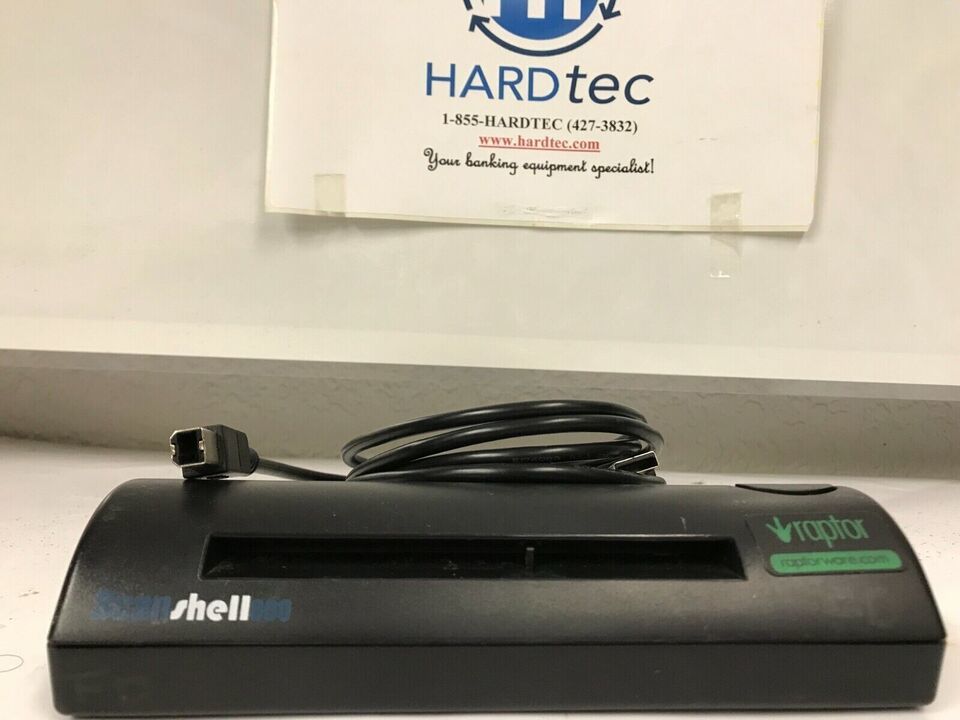 HARDtec
1-855-HARDTEC (427-3832)
www.hardtec.com
Your banking equipment specialist!
raptor
raptorware.com
Scanshell800